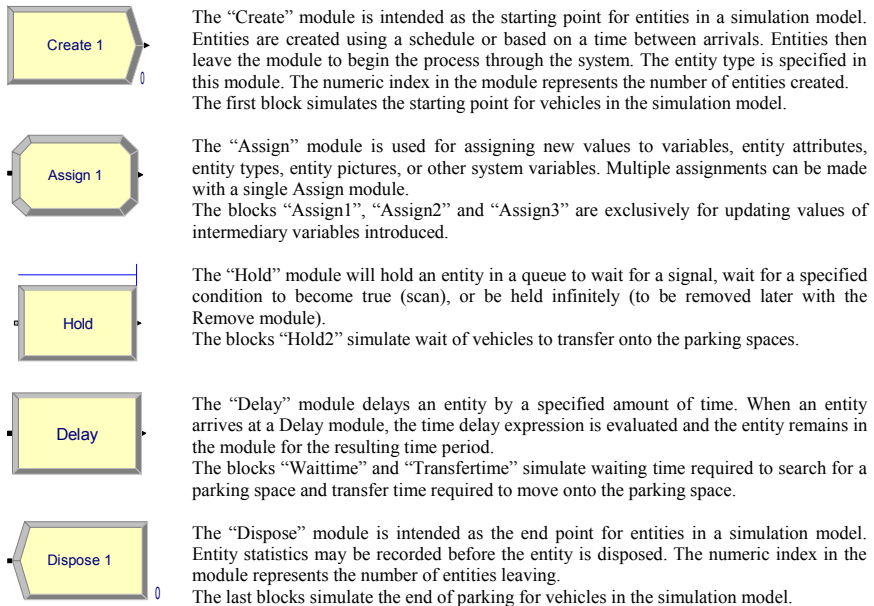 Create 1
0
The “Create” module is intended as the starting point for entities in a simulation model.
Entities are created using a schedule or based on a time between arrivals. Entities then
leave the module to begin the process through the system. The entity type is specified in
this module. The numeric index in the module represents the number of entities created.
The first block simulates the starting point for vehicles in the simulation model.
Assign 1
The “Assign” module is used for assigning new values to variables, entity attributes,
entity types, entity pictures, or other system variables. Multiple assignments can be made
with a single Assign module.
The blocks “Assign1”, “Assign2” and “Assign3” are exclusively for updating values of
intermediary variables introduced.
Hold
The “Hold” module will hold an entity in a queue to wait for a signal, wait for a specified
condition to become true (scan), or be held infinitely (to be removed later with the
Remove module).
The blocks “Hold2” simulate wait of vehicles to transfer onto the parking spaces.
Delay
The “Delay” module delays an entity by a specified amount of time. When an entity
arrives at a Delay module, the time delay expression is evaluated and the entity remains in
the module for the resulting time period.
The blocks “Waittime” and “Transfertime” simulate waiting time required to search for a
parking space and transfer time required to move onto the parking space.
Dispose 1
0
The “Dispose” module is intended as the end point for entities in a simulation model.
Entity statistics may be recorded before the entity is disposed. The numeric index in the
module represents the number of entities leaving.
The last blocks simulate the end of parking for vehicles in the simulation model.